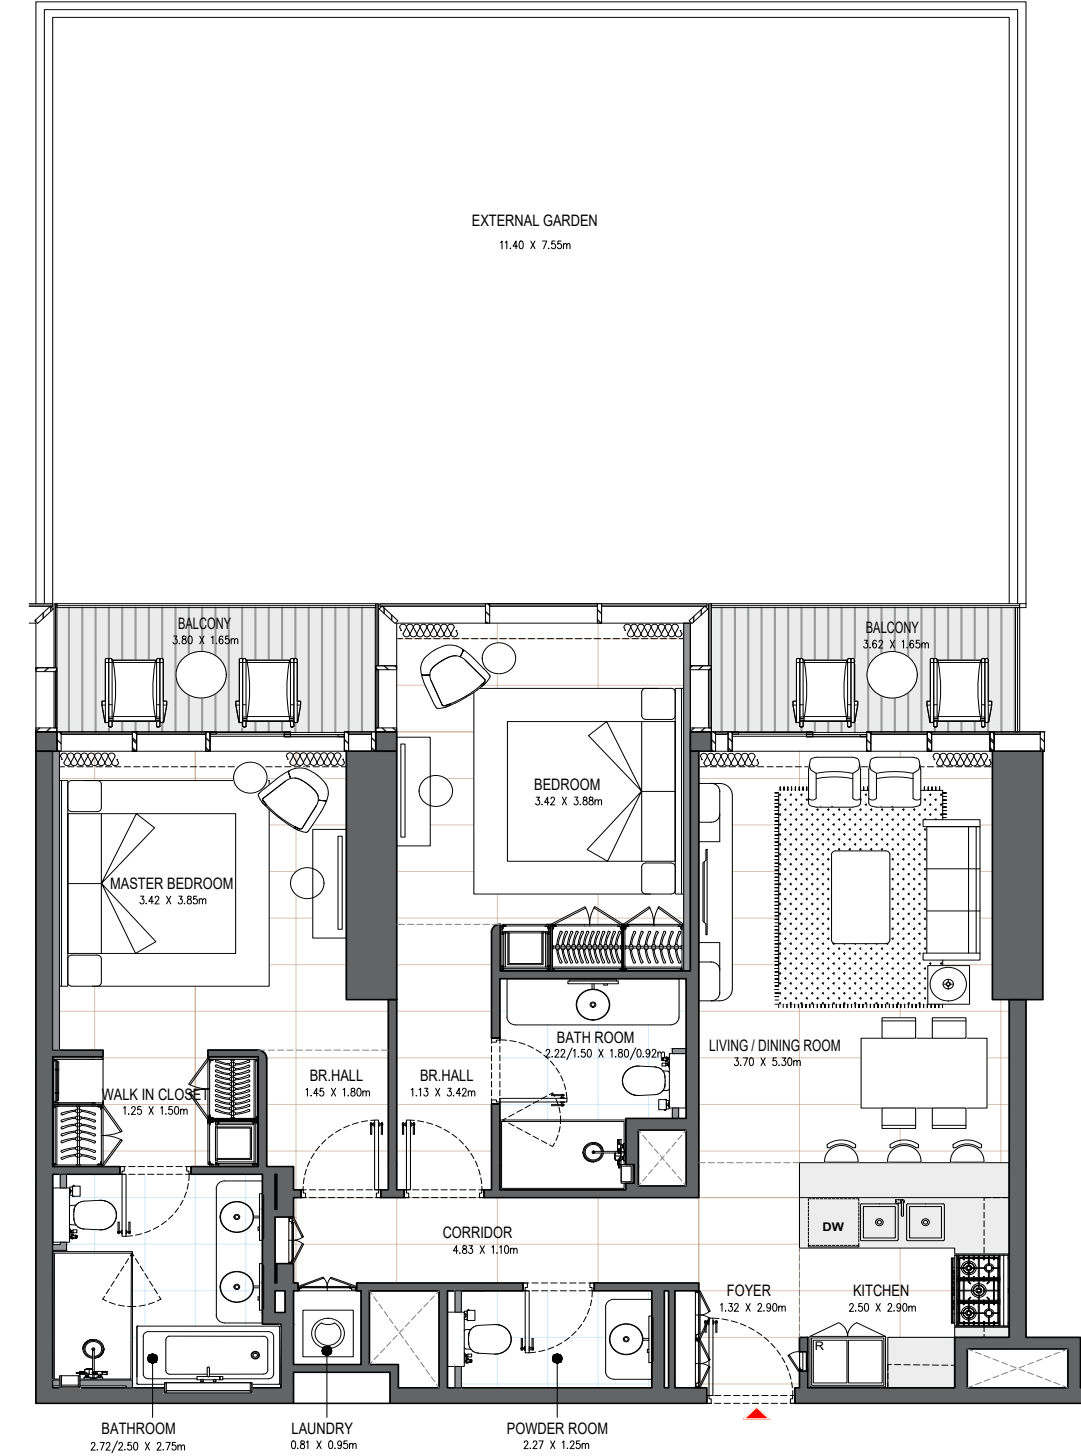 EXTERNAL GARDEN
11.40 X 7.55m
BALCONY
3.80 X 1.65m
BALCONY
3.62 X 1.65m
BEDROOM
3.42 X 3.88m
MASTER BEDROOM
3.42 X 3.85m
BATH ROOM
2.22/1.50 X 1.80/0.92m
LIVING / DINING ROOM
3.70 X 5.30m
WALK IN CLOSET
1.25 X 1.50m
BR.HALL
1.45 X 1.80m
BR.HALL
1.13 X 3.42m
CORRIDOR
4.83 X 1.10m
DW
FOYER
1.32 X 2.90m
KITCHEN
2.50 X 2.90m
R
BATHROOM
2.72/2.50 X 2.75m
LAUNDRY
0.81 X 0.95m
POWDER ROOM
2.27 X 1.25m